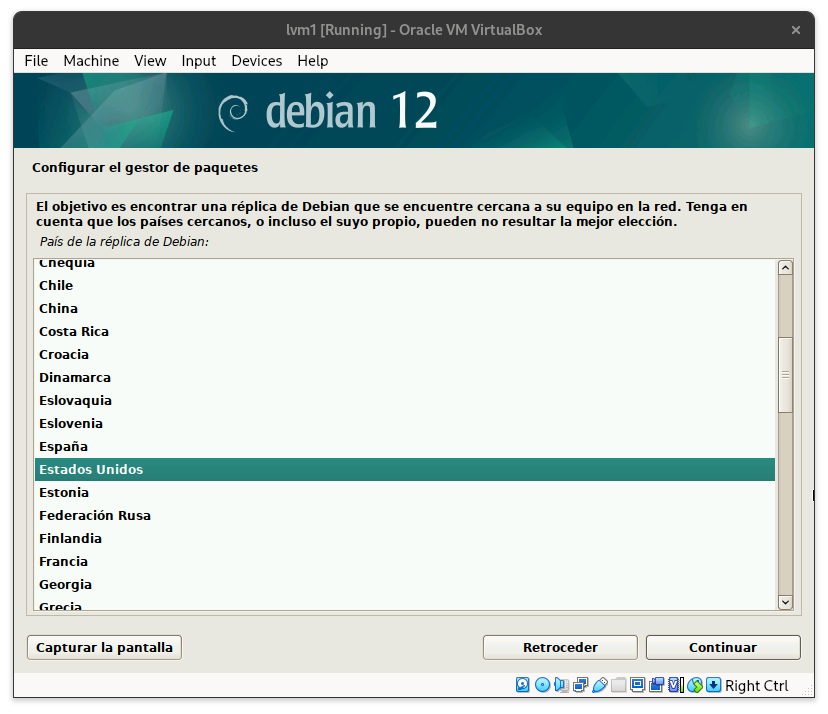 lvm1 [Running] - Oracle VM VirtualBox
File Machine View Input Devices Help
debian 12
Configurar el gestor de paquetes
El objetivo es encontrar una réplica de Debian que se encuentre cercana a su equipo en la red. Tenga en
cuenta que los países cercanos, o incluso el suyo propio, pueden no resultar la mejor elección.
País de la réplica de Debian:
Chequia
Chile
China
Costa Rica
Croacia
Dinamarca
Eslovaquia
Eslovenia
España
Estados Unidos
Estonia
Federación Rusa
Finlandia
Francia
Georgia
Grecia
Capturar la pantalla Retroceder Continuar
Right Ctrl